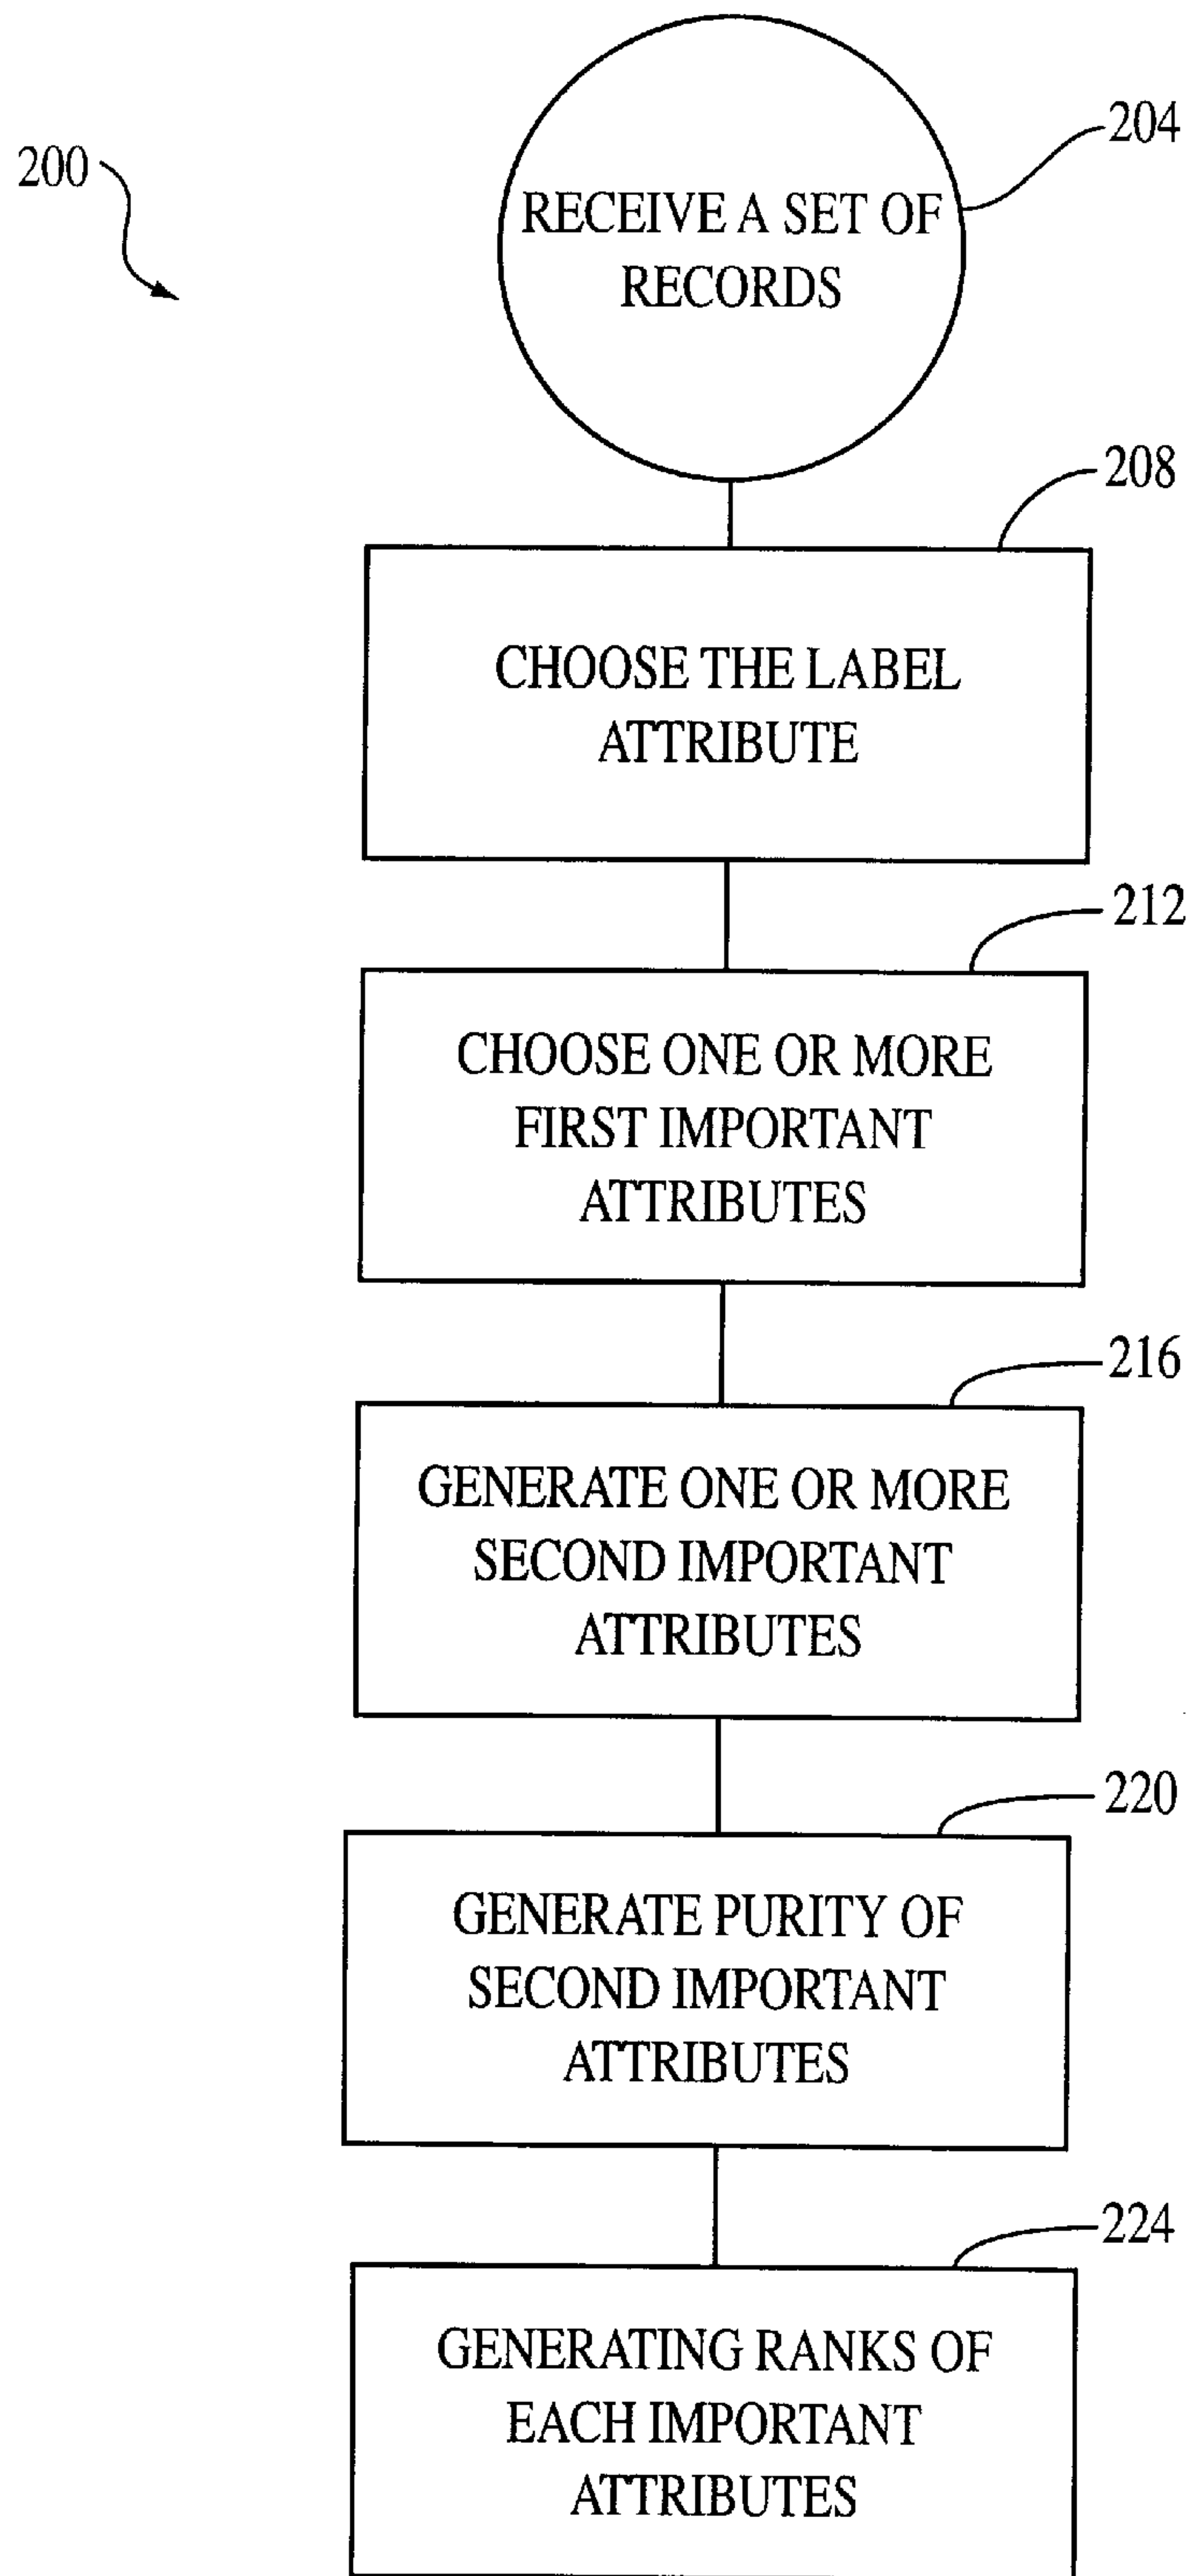 200
204
RECEIVE A SET OF
RECORDS
208
CHOOSE THE LABEL
ATTRIBUTE
212
CHOOSE ONE OR MORE
FIRST IMPORTANT
ATTRIBUTES
216
GENERATE ONE OR MORE
SECOND IMPORTANT
ATTRIBUTES
220
GENERATE PURITY OF
SECOND IMPORTANT
ATTRIBUTES
224
GENERATING RANKS OF
EACH IMPORTANT
ATTRIBUTES